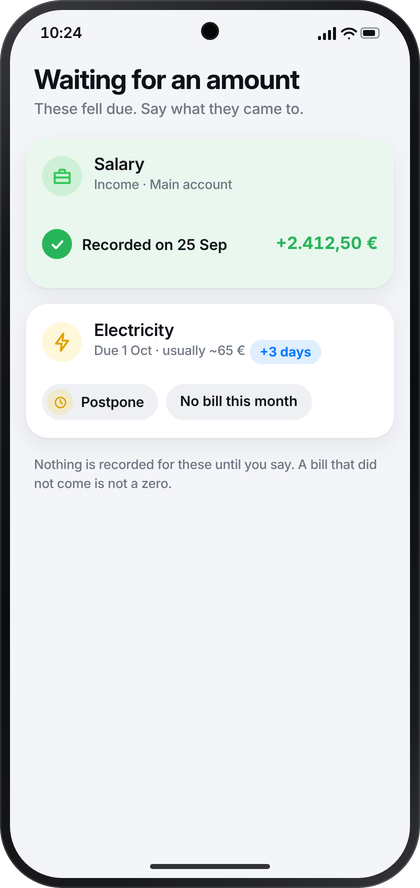 10:24
Waiting for an amount
These fell due. Say what they came to.
Salary
Income · Main account
Recorded on 25 Sep
+2.412,50 €
Electricity
Due 1 Oct · usually ~65 €
+3 days
Postpone
No bill this month
Nothing is recorded for these until you say. A bill that did
not come is not a zero.